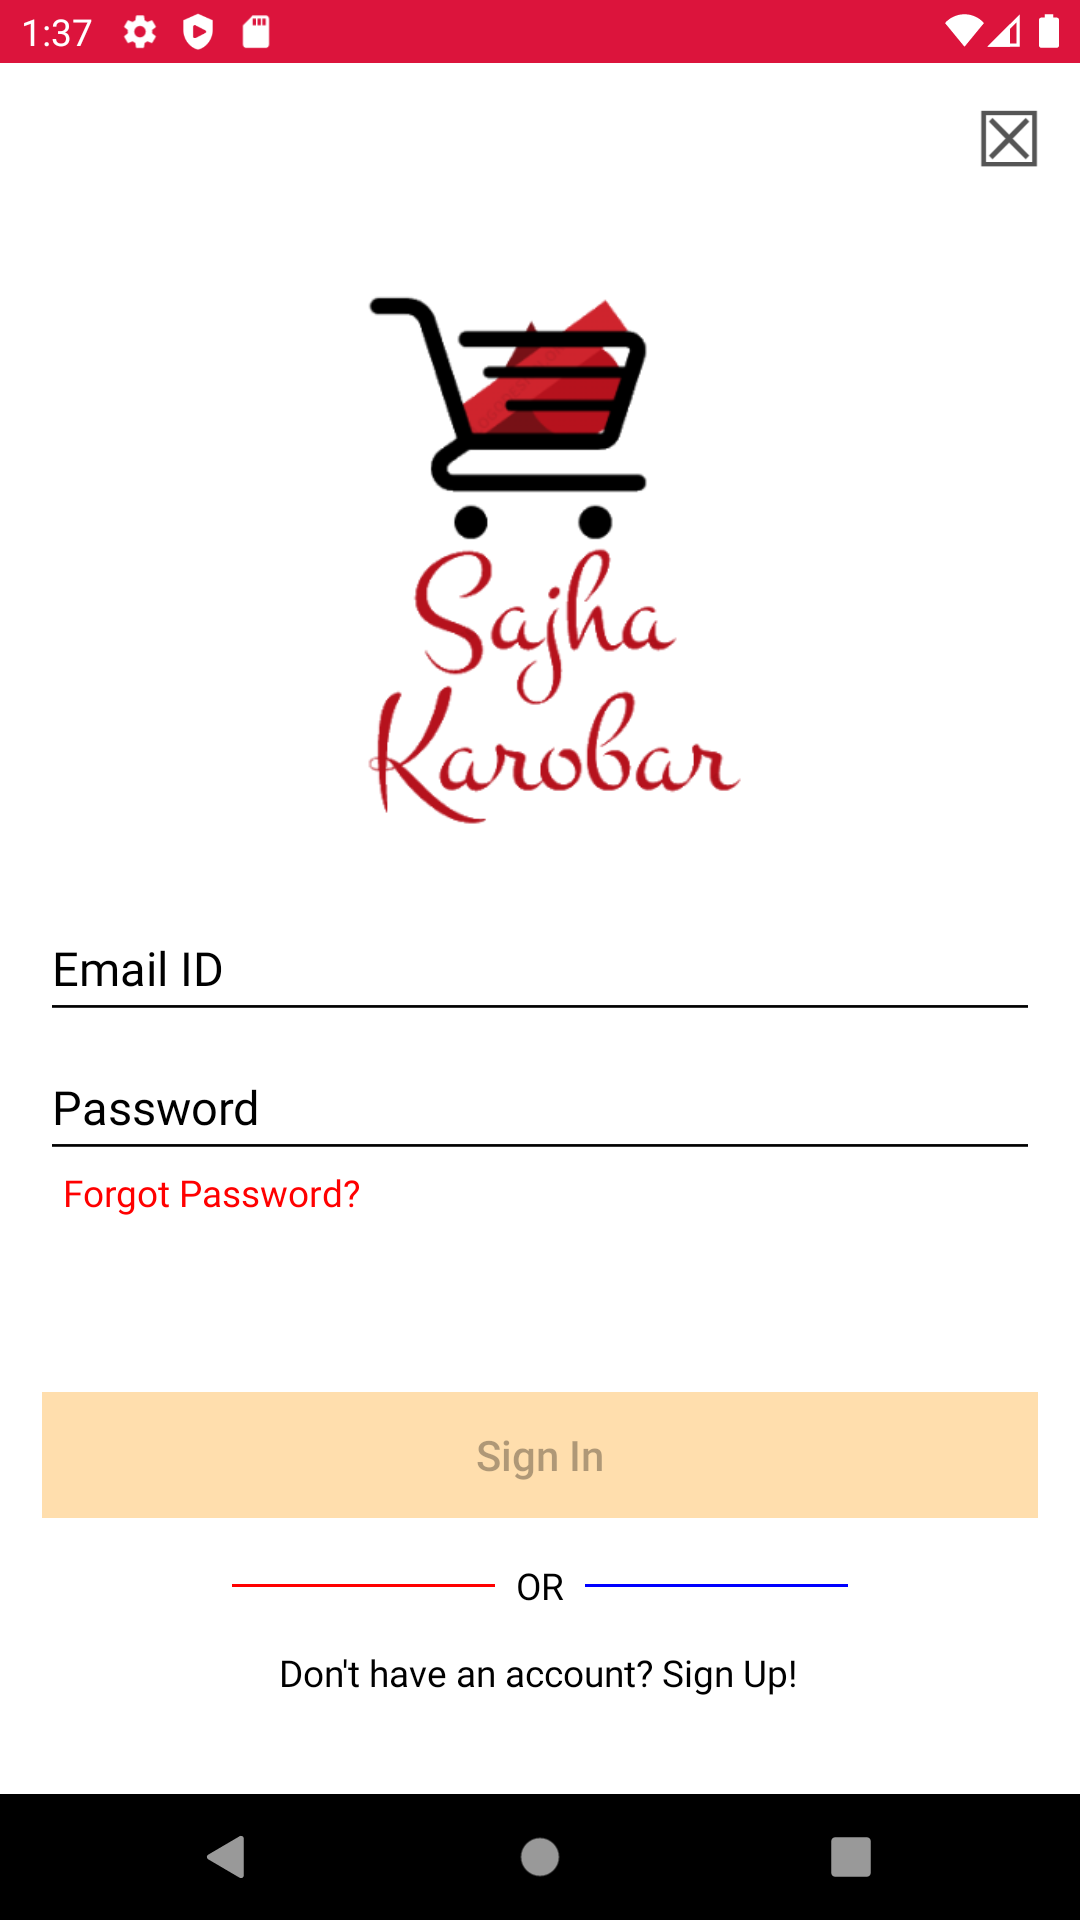 1:37
Sajha
Karobar
Email ID
Password
Forgot Password?
Sign In
OR
Don't have an account? Sign Up!